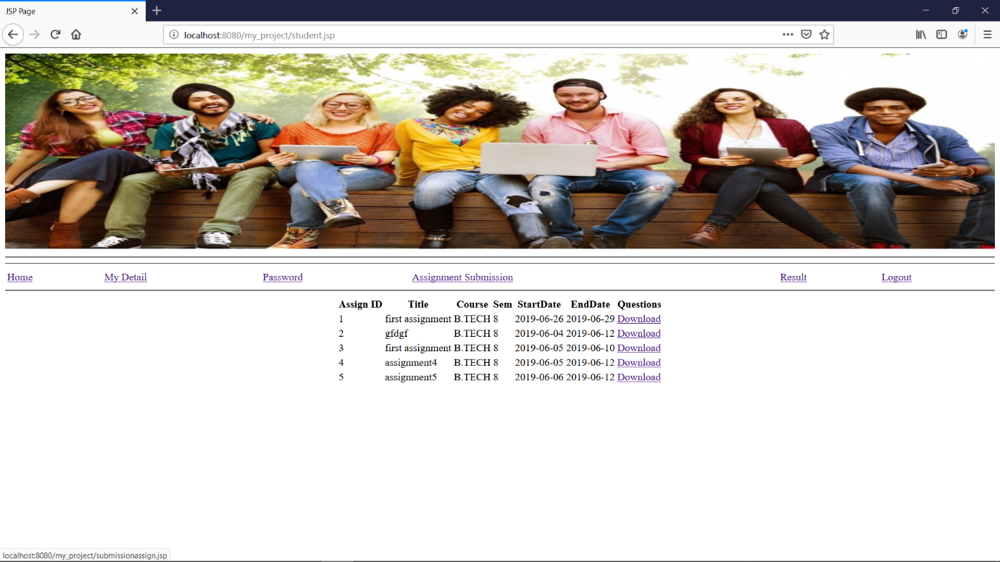 JSP Page
localhost:8080/my_project/student.jsp
Home My Detail Password Assignment Submission Result Logout
Assign ID Title Course Sem StartDate EndDate Questions
1 first assignment B.TECH 8 2019-06-26 2019-06-29 Download
2 gfdgf B.TECH 8 2019-06-04 2019-06-12 Download
3 first assignment B.TECH 8 2019-06-05 2019-06-10 Download
4 assignment4 B.TECH 8 2019-06-05 2019-06-12 Download
5 assignment5 B.TECH 8 2019-06-06 2019-06-12 Download
localhost:8080/my_project/submissionassign.jsp